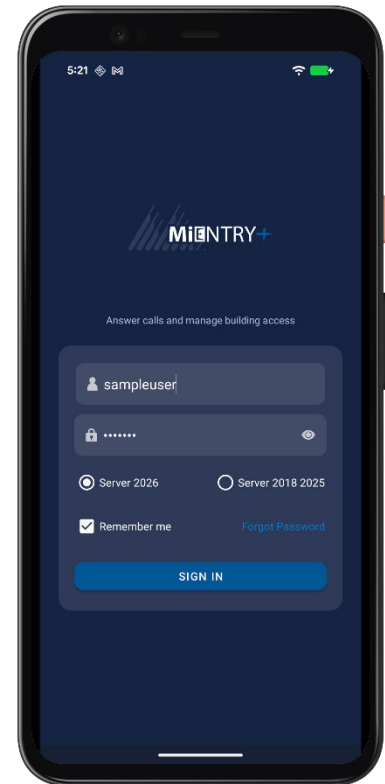 5:21
MiENTRY+
Answer calls and manage building access
sampleuser
•••••••
Server 2026 Server 2018 2025
Remember me Forgot Password
SIGN IN